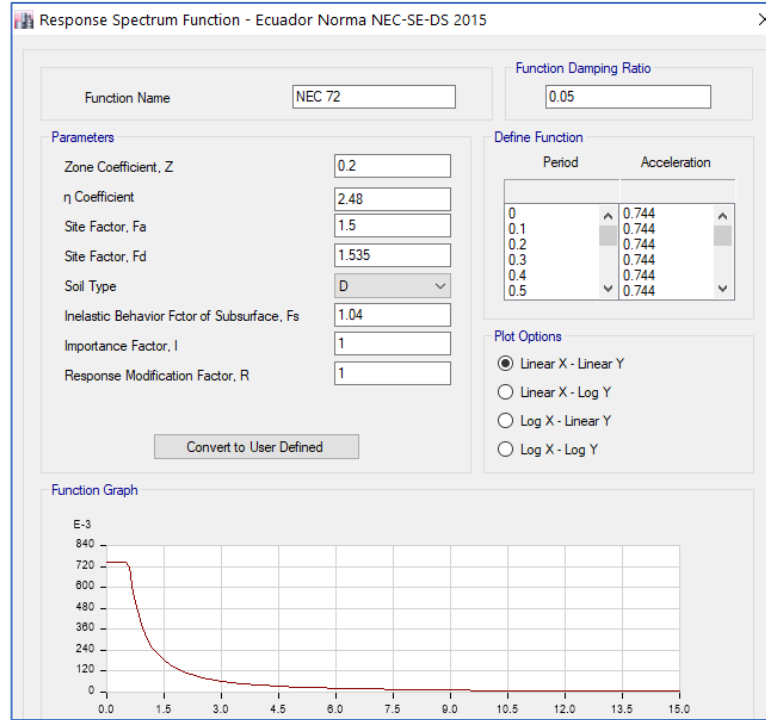 Response Spectrum Function - Ecuador Norma NEC-SE-DS 2015
Function Name
NEC 72
Function Damping Ratio
0.05
Parameters
Zone Coefficient, Z
0.2
η Coefficient
2.48
Site Factor, Fa
1.5
Site Factor, Fd
1.535
Soil Type
D
Inelastic Behavior Fctor of Subsurface, Fs
1.04
Importance Factor, I
1
Response Modification Factor, R
1
Convert to User Defined
Define Function
Period Acceleration
0 0.744
0.1 0.744
0.2 0.744
0.3 0.744
0.4 0.744
0.5 0.744
Plot Options
Linear X - Linear Y
Linear X - Log Y
Log X - Linear Y
Log X - Log Y
Function Graph
E-3
840
720
600
480
360
240
120
0
0.0 1.5 3.0 4.5 6.0 7.5 9.0 10.5 12.0 13.5 15.0